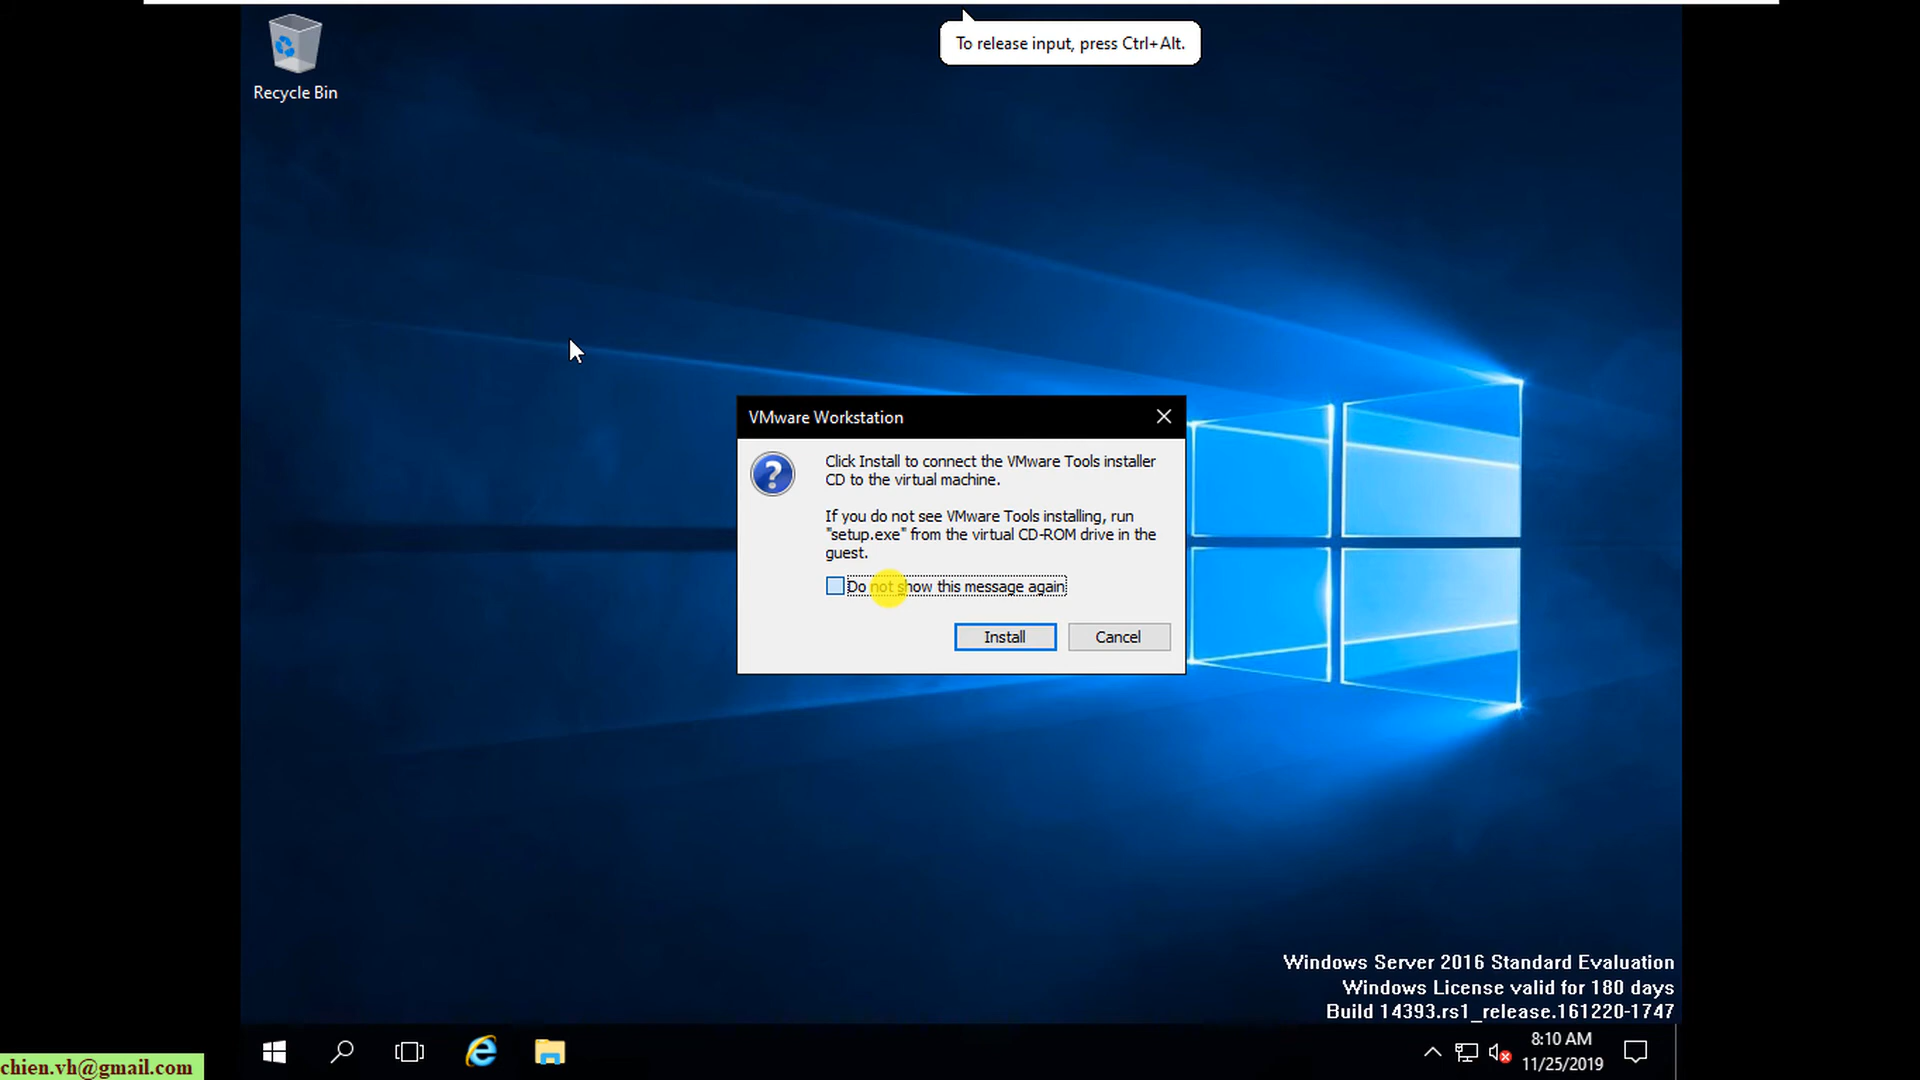 To release input, press Ctrl+Alt.
Recycle Bin
VMware Workstation
Click Install to connect the VMware Tools installer
CD to the virtual machine.
If you do not see VMware Tools installing, run
"setup.exe" from the virtual CD-ROM drive in the
guest.
Do not show this message again
Install
Cancel
Windows Server 2016 Standard Evaluation
Windows License valid for 180 days
Build 14393.rs1_release.161220-1747
8:10 AM
11/25/2019
chien.vh@gmail.com